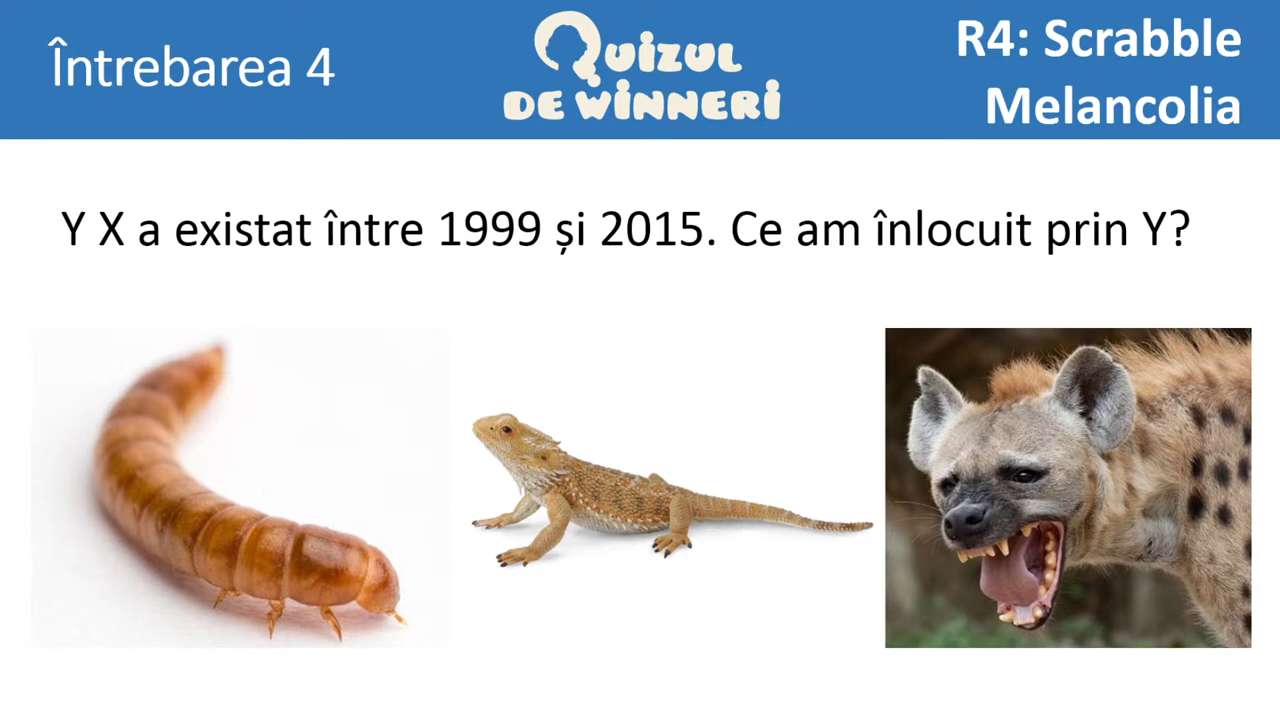 Întrebarea 4
QUIZUL
DE WINNERI
R4: Scrabble
Melancolia
Y X a existat între 1999 și 2015. Ce am înlocuit prin Y?